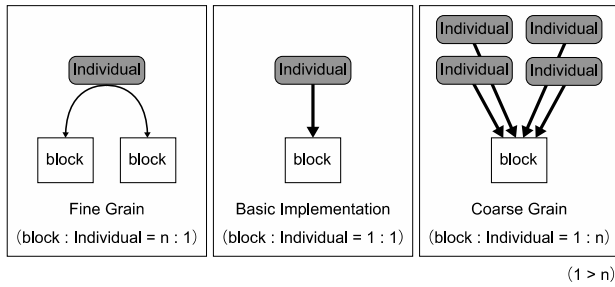 Individual
block
block
Fine Grain
(block : Individual = n : 1)
Individual
block
Basic Implementation
(block : Individual = 1 : 1)
Individual
Individual
Individual
Individual
block
Coarse Grain
(block : Individual = 1 : n)
(1 > n)